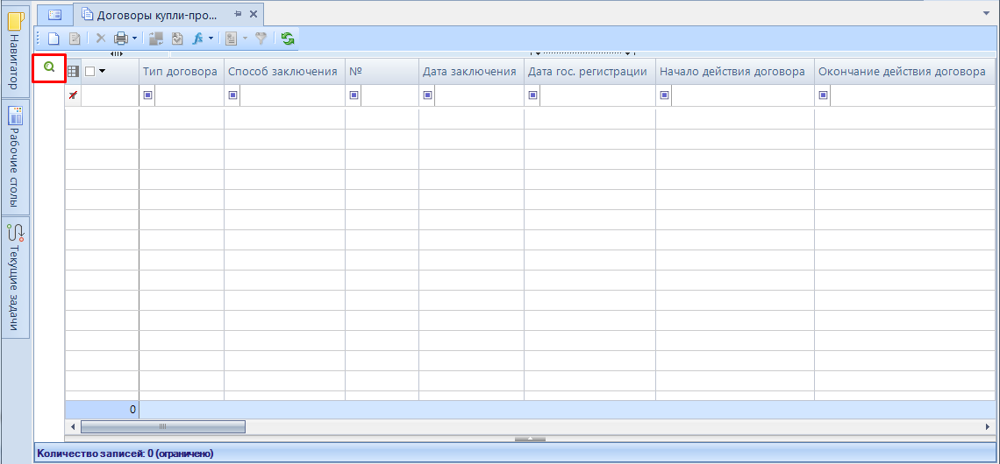 Договоры купли-про...
Навигатор
Рабочие столы
Текущие задачи
Тип договора Способ заключения № Дата заключения Дата гос. регистрации Начало действия договора Окончание действия договора
0
Количество записей: 0 (ограничено)